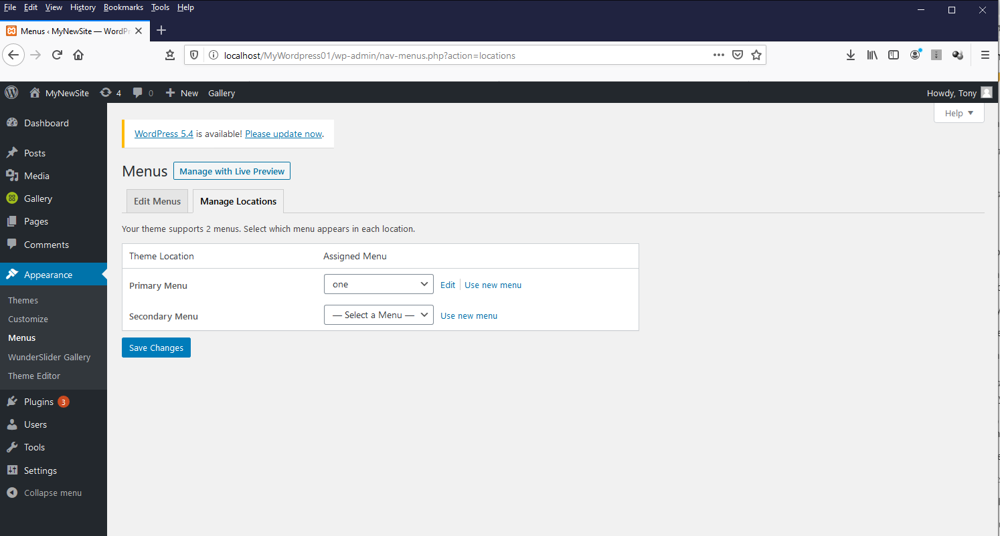 File Edit View History Bookmarks Tools Help
Menus ‹ MyNewSite — WordPr
localhost/MyWordpress01/wp-admin/nav-menus.php?action=locations
MyNewSite 4 0 New Gallery Howdy, Tony
Help
Dashboard
Posts
Media
Gallery
Pages
Comments
Appearance
Themes
Customize
Menus
WunderSlider Gallery
Theme Editor
Plugins 3
Users
Tools
Settings
Collapse menu
WordPress 5.4 is available! Please update now.
Menus Manage with Live Preview
Edit Menus Manage Locations
Your theme supports 2 menus. Select which menu appears in each location.
Theme Location Assigned Menu
Primary Menu one Edit Use new menu
Secondary Menu — Select a Menu — Use new menu
Save Changes